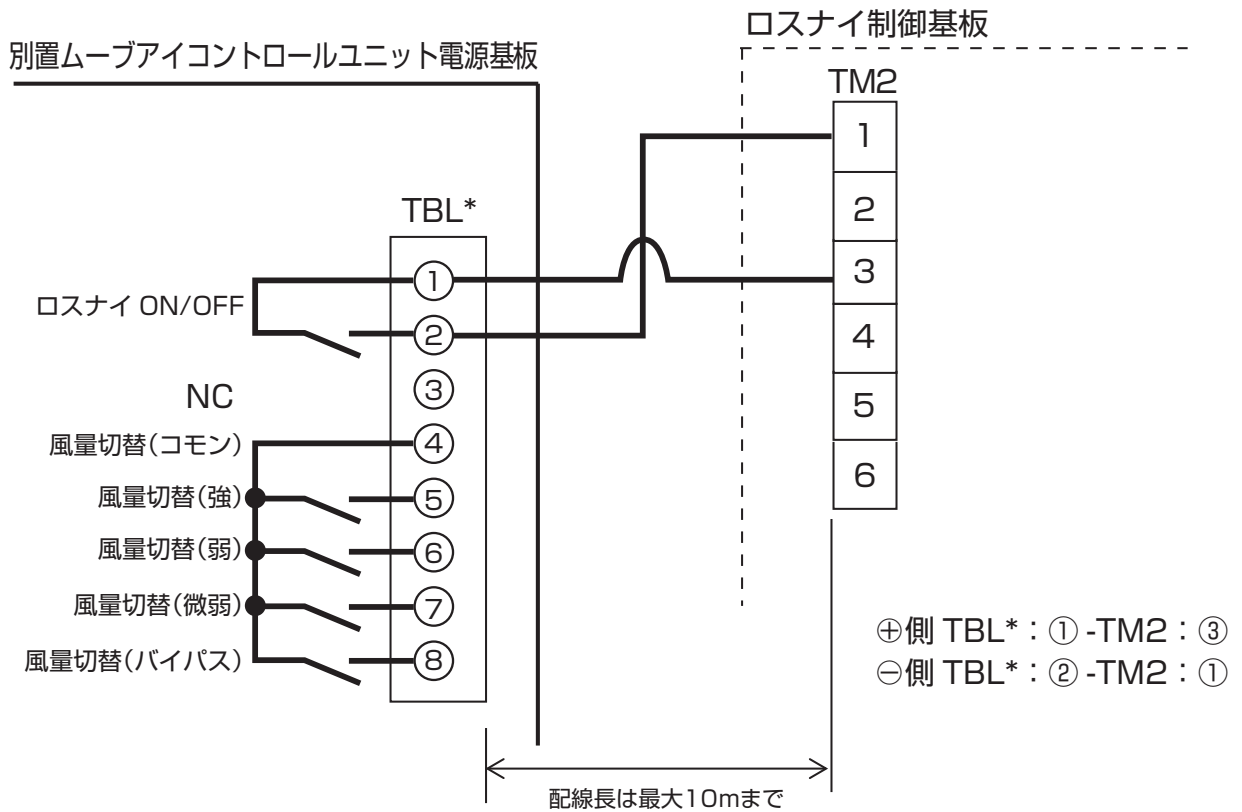 ロスナイ制御基板
別置ムーブアイコントロールユニット電源基板
TM2
1
2
3
4
5
6
TBL*
①
②
③
④
⑤
⑥
⑦
⑧
ロスナイ ON/OFF
NC
風量切替(コモン)
風量切替(強)
風量切替(弱)
風量切替(微弱)
風量切替(バイパス)
⊕側 TBL*:①-TM2:③
⊖側 TBL*:②-TM2:①
配線長は最大10mまで